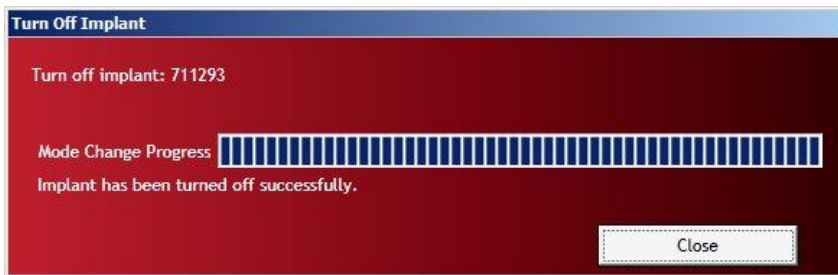 Turn Off Implant
Turn off implant: 711293
Mode Change Progress
Implant has been turned off successfully.
Close